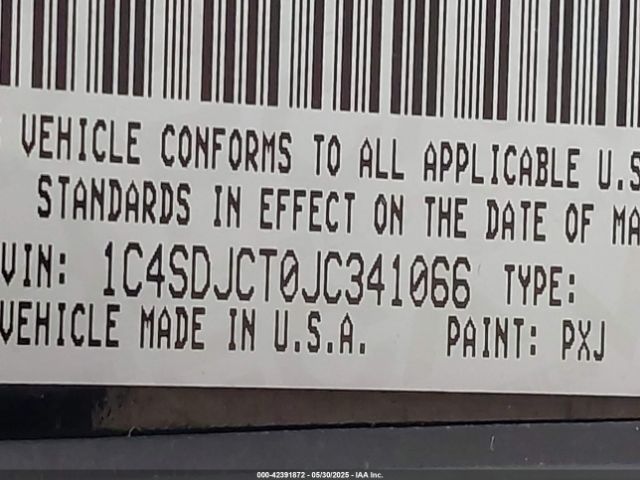 VEHICLE CONFORMS TO ALL APPLICABLE U.S
STANDARDS IN EFFECT ON THE DATE OF MA
VIN: 1C4SDJCT0JC341066 TYPE:
VEHICLE MADE IN U.S.A. PAINT: PXJ
000-42391872 - 05/30/2025 - IAA Inc.